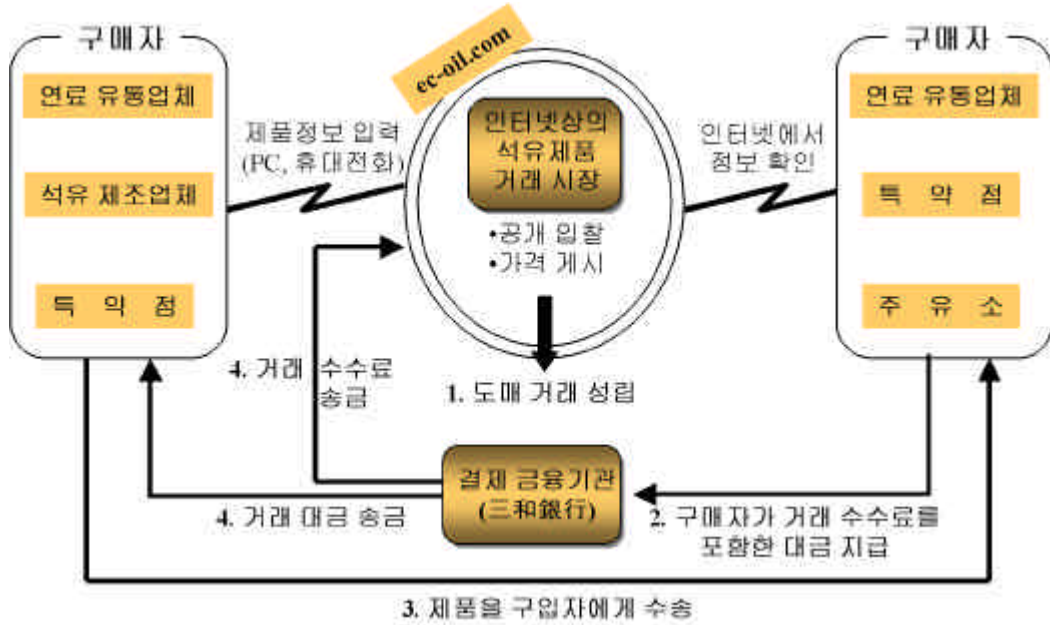 구매자
연료 유통업체
석유 제조업체
특 약 점
제품정보 입력
(PC, 휴대전화)
ec-oil.com
인터넷상의
석유제품
거래 시장
•공개 입찰
•가격 게시
인터넷에서
정보 확인
구매자
연료 유통업체
특 약 점
주 유 소
4. 거래 수수료
송금
1. 도매 거래 성립
결제 금융기관
(三和銀行)
4. 거래 대금 송금
2. 구매자가 거래 수수료를
포함한 대금 지급
3. 제품을 구입자에게 수송